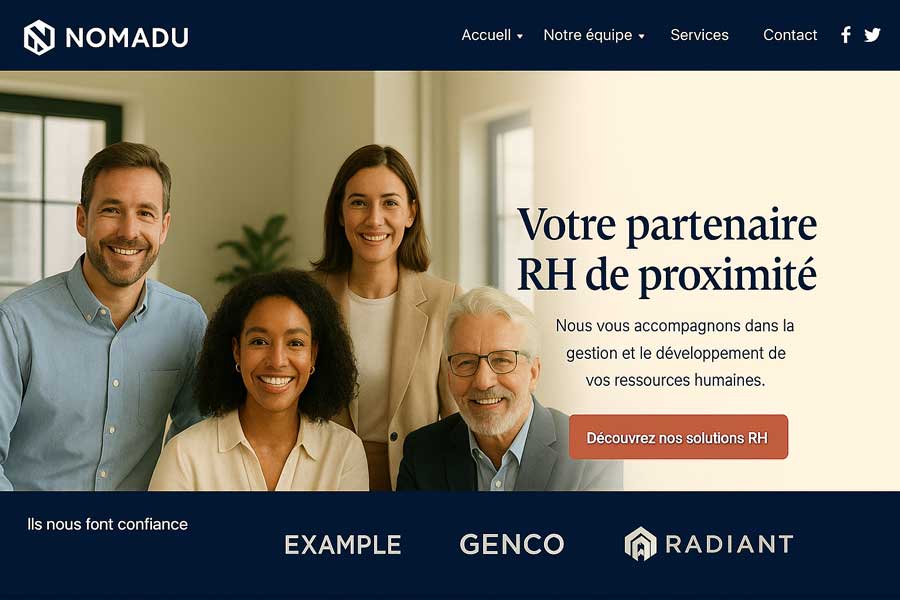 NOMADU
Accueil Notre équipe Services Contact
Votre partenaire
RH de proximité
Nous vous accompagnons dans la
gestion et le développement de
vos ressources humaines.
Découvrez nos solutions RH
Ils nous font confiance
EXAMPLE GENCO RADIANT